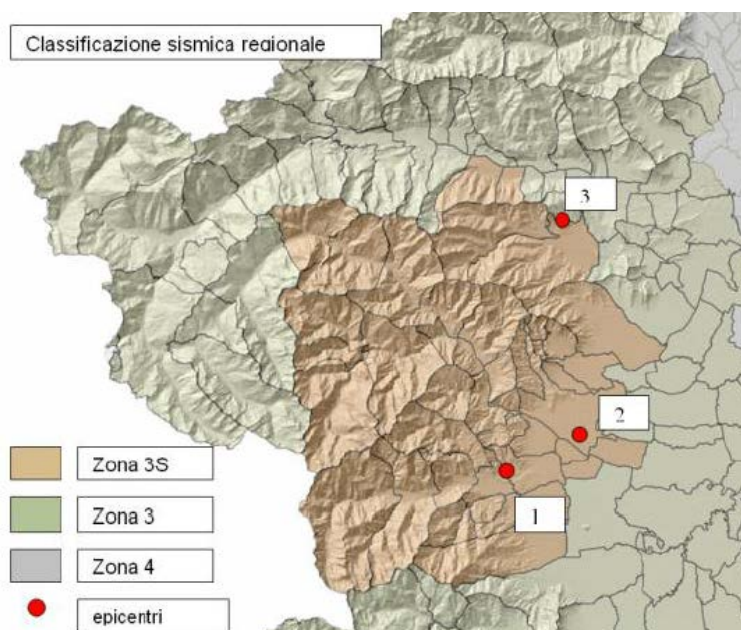 Classificazione sismica regionale
3
2
1
Zona 3S
Zona 3
Zona 4
epicentri